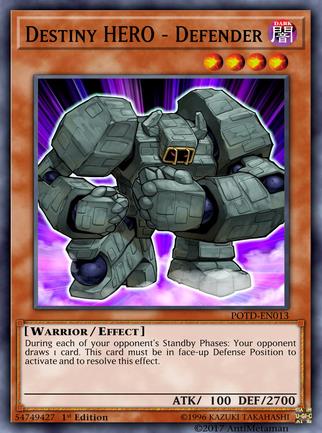 DESTINY HERO - DEFENDER
DARK
闇
POTD-EN013
[WARRIOR / EFFECT]
During each of your opponent's Standby Phases: Your opponent
draws 1 card. This card must be in face-up Defense Position to
activate and to resolve this effect.
ATK/ 100 DEF/2700
54749427 1st Edition ©1996 KAZUKI TAKAHASHI
©2017 AntiMetaman